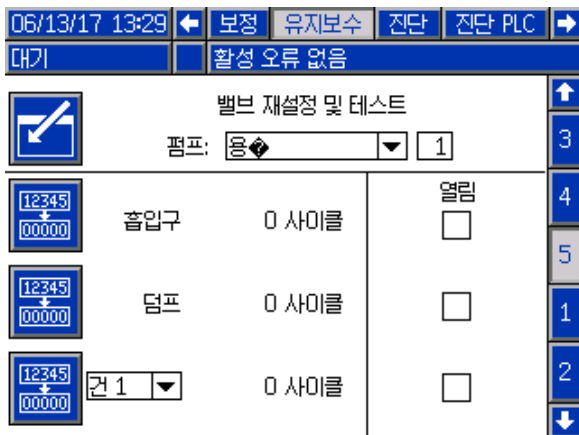 06/13/17 13:29 보정 유지보수 진단 진단 PLC
대기 활성 오류 없음
밸브 재설정 및 테스트
펌프: 용� 1
3
열림
12345
00000
흡입구 0 사이클
4
5
12345
00000
덤프 0 사이클
1
12345
00000
건 1 0 사이클
2